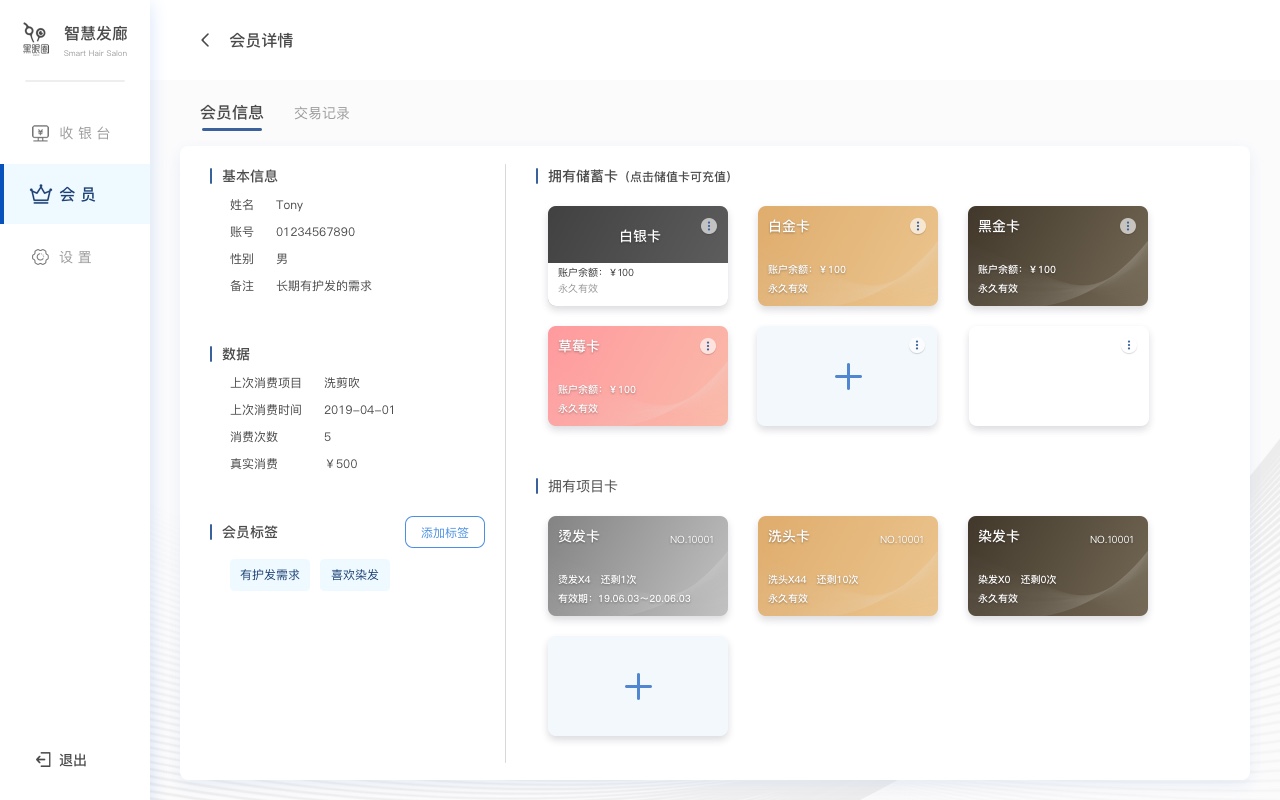 智慧发廊
Smart Hair Salon
黑眼圈
收银台
会员
设置
退出
会员详情
会员信息
交易记录
基本信息
姓名 Tony
账号 01234567890
性别 男
备注 长期有护发的需求
数据
上次消费项目 洗剪吹
上次消费时间 2019-04-01
消费次数 5
真实消费 ￥500
会员标签
添加标签
有护发需求
喜欢染发
拥有储蓄卡（点击储值卡可充值）
白银卡
账户余额：￥100
永久有效
白金卡
账户余额：￥100
永久有效
黑金卡
账户余额：￥100
永久有效
草莓卡
账户余额：￥100
永久有效
拥有项目卡
烫发卡
NO.10001
烫发X4 还剩1次
有效期：19.06.03~20.06.03
洗头卡
NO.10001
洗头X44 还剩10次
永久有效
染发卡
NO.10001
染发X0 还剩0次
永久有效